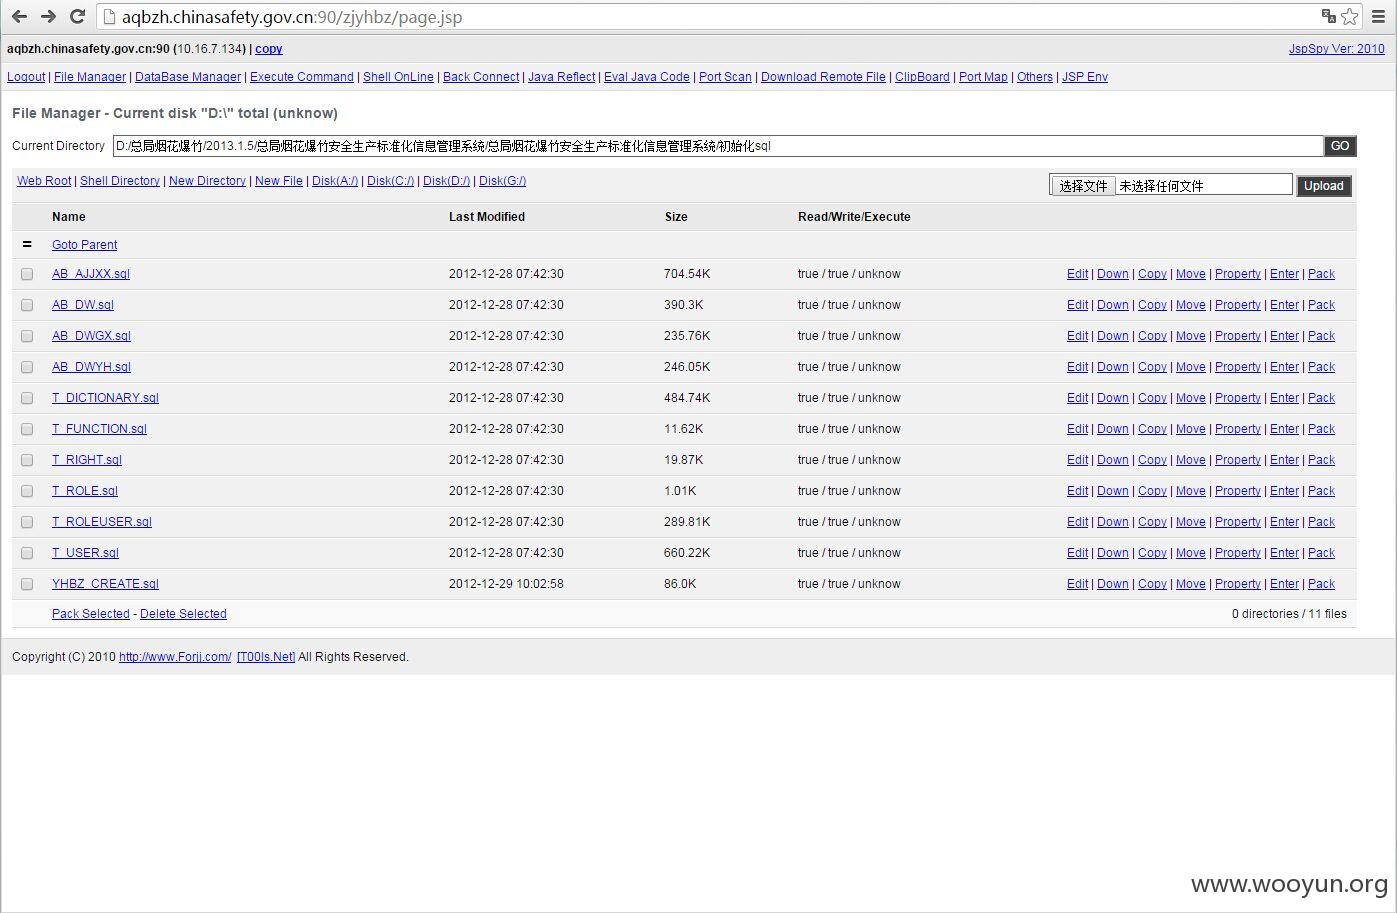 aqbzh.chinasafety.gov.cn:90/zjyhbz/page.jsp
aqbzh.chinasafety.gov.cn:90 (10.16.7.134) | copy JspSpy Ver: 2010
Logout | File Manager | DataBase Manager | Execute Command | Shell OnLine | Back Connect | Java Reflect | Eval Java Code | Port Scan | Download Remote File | ClipBoard | Port Map | Others | JSP Env
File Manager - Current disk "D:\" total (unknow)
Current Directory D:/总局烟花爆竹/2013.1.5/总局烟花爆竹安全生产标准化信息管理系统/总局烟花爆竹安全生产标准化信息管理系统/初始化sql GO
Web Root | Shell Directory | New Directory | New File | Disk(A:/) | Disk(C:/) | Disk(D:/) | Disk(G:/) 选择文件 未选择任何文件 Upload
Name Last Modified Size Read/Write/Execute
= Goto Parent
AB_AJJXX.sql 2012-12-28 07:42:30 704.54K true / true / unknow Edit | Down | Copy | Move | Property | Enter | Pack
AB_DW.sql 2012-12-28 07:42:30 390.3K true / true / unknow Edit | Down | Copy | Move | Property | Enter | Pack
AB_DWGX.sql 2012-12-28 07:42:30 235.76K true / true / unknow Edit | Down | Copy | Move | Property | Enter | Pack
AB_DWYH.sql 2012-12-28 07:42:30 246.05K true / true / unknow Edit | Down | Copy | Move | Property | Enter | Pack
T_DICTIONARY.sql 2012-12-28 07:42:30 484.74K true / true / unknow Edit | Down | Copy | Move | Property | Enter | Pack
T_FUNCTION.sql 2012-12-28 07:42:30 11.62K true / true / unknow Edit | Down | Copy | Move | Property | Enter | Pack
T_RIGHT.sql 2012-12-28 07:42:30 19.87K true / true / unknow Edit | Down | Copy | Move | Property | Enter | Pack
T_ROLE.sql 2012-12-28 07:42:30 1.01K true / true / unknow Edit | Down | Copy | Move | Property | Enter | Pack
T_ROLEUSER.sql 2012-12-28 07:42:30 289.81K true / true / unknow Edit | Down | Copy | Move | Property | Enter | Pack
T_USER.sql 2012-12-28 07:42:30 660.22K true / true / unknow Edit | Down | Copy | Move | Property | Enter | Pack
YHBZ_CREATE.sql 2012-12-29 10:02:58 86.0K true / true / unknow Edit | Down | Copy | Move | Property | Enter | Pack
Pack Selected - Delete Selected 0 directories / 11 files
Copyright (C) 2010 http://www.Forjj.com/ [T00ls.Net] All Rights Reserved.
www.wooyun.org